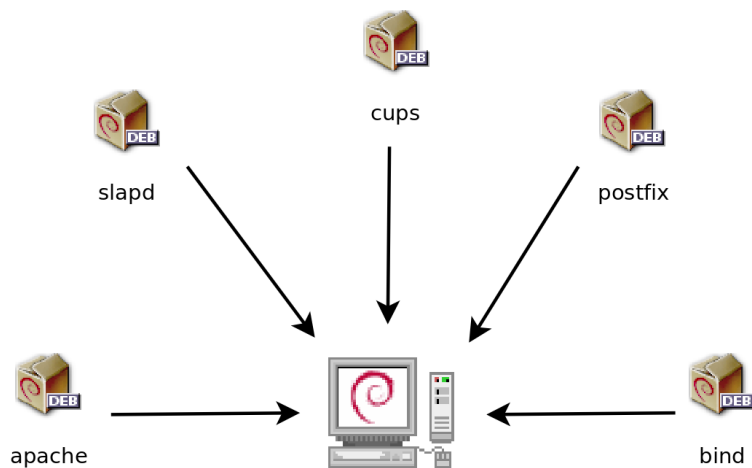 DEB
cups
DEB
slapd
DEB
postfix
DEB
apache
DEB
bind